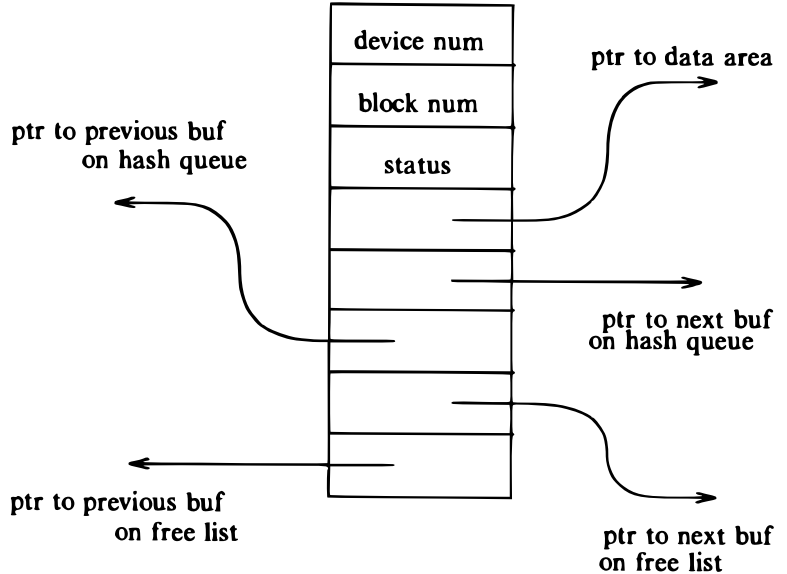 device num
ptr to data area
block num
ptr to previous buf
on hash queue
status
ptr to next buf
on hash queue
ptr to previous buf
on free list
ptr to next buf
on free list